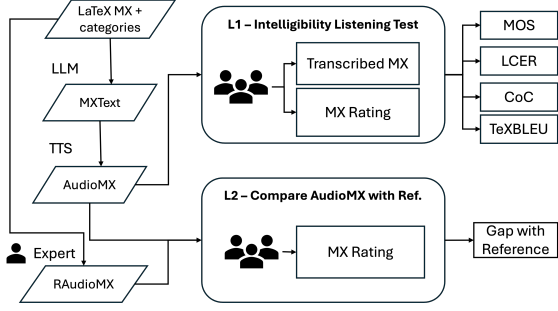 LaTeX MX +
categories
LLM
MXText
TTS
AudioMX
Expert
RAudioMX
L1 – Intelligibility Listening Test
Transcribed MX
MX Rating
L2 – Compare AudioMX with Ref.
MX Rating
MOS
LCER
CoC
TeXBLEU
Gap with
Reference